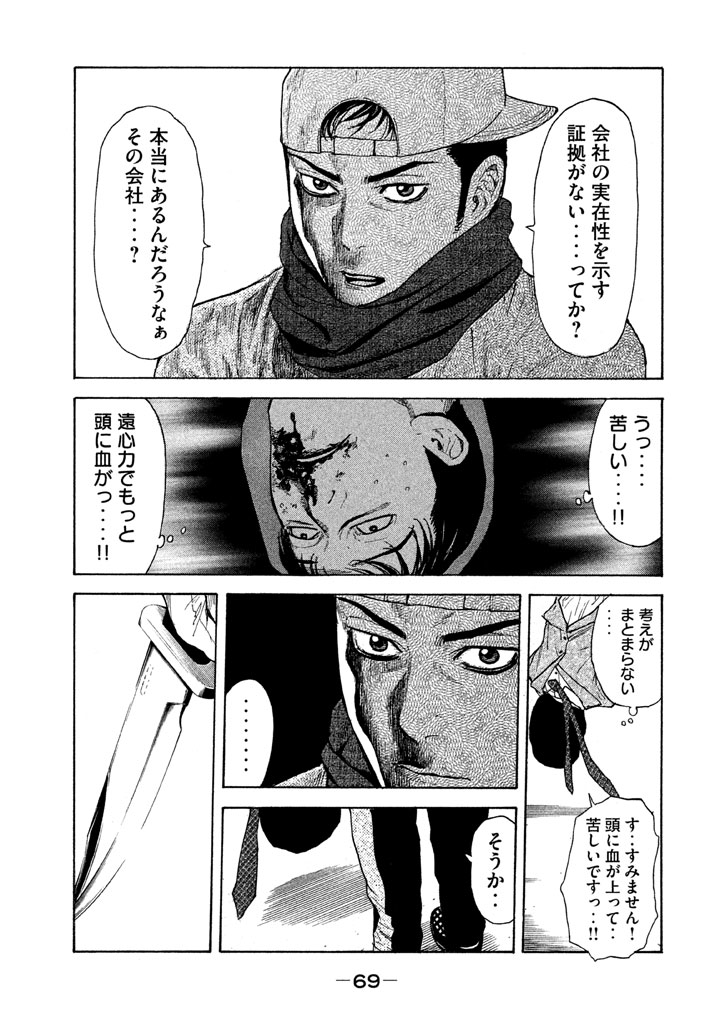 会社の実在性を示す
証拠がない‥‥ってか？
本当にあるんだろうなぁ
その会社‥‥？
うっ‥‥
苦しい‥‥!!
遠心力でもっと
頭に血がっ‥‥!!
考えが
まとまらない
‥‥
す‥すみません！
頭に血が上って‥
苦しいですっ‥!!
‥‥‥‥
そうか‥
—69—